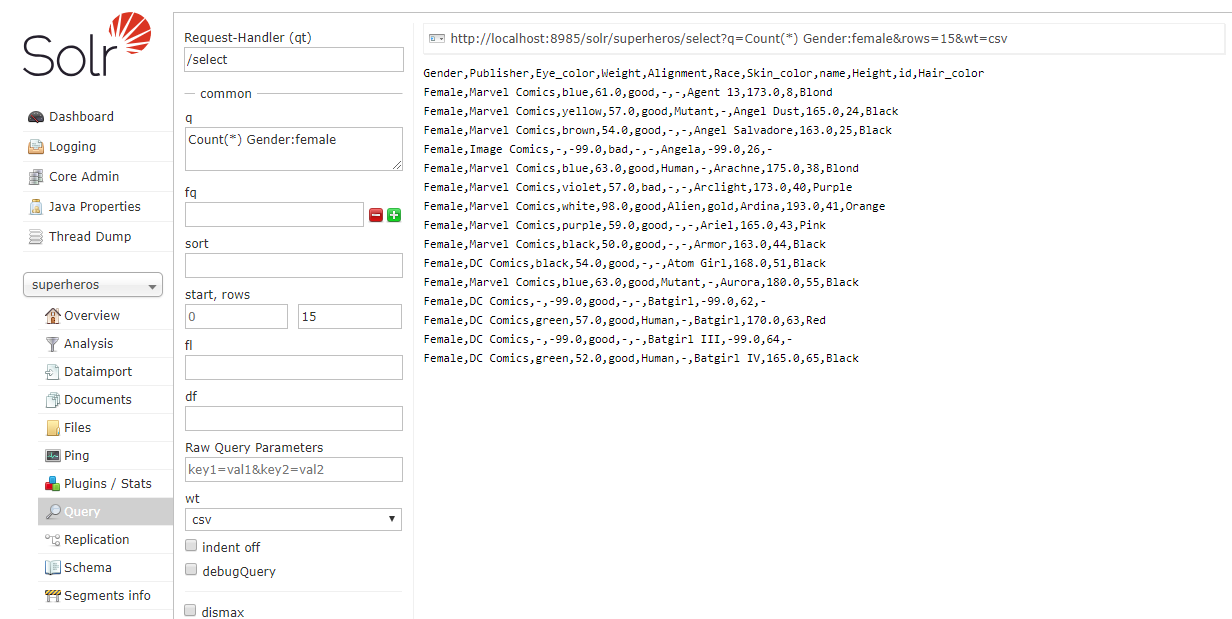 Solr
Dashboard
Logging
Core Admin
Java Properties
Thread Dump
superheros
Overview
Analysis
Dataimport
Documents
Files
Ping
Plugins / Stats
Query
Replication
Schema
Segments info
Request-Handler (qt)
/select
common
q
Count(*) Gender:female
fq
sort
start, rows
0
15
fl
df
Raw Query Parameters
key1=val1&key2=val2
wt
csv
indent off
debugQuery
dismax
http://localhost:8985/solr/superheros/select?q=Count(*) Gender:female&rows=15&wt=csv
Gender,Publisher,Eye_color,Weight,Alignment,Race,Skin_color,name,Height,id,Hair_color
Female,Marvel Comics,blue,61.0,good,-,-,Agent 13,173.0,8,Blond
Female,Marvel Comics,yellow,57.0,good,Mutant,-,Angel Dust,165.0,24,Black
Female,Marvel Comics,brown,54.0,good,-,-,Angel Salvadore,163.0,25,Black
Female,Image Comics,-,-99.0,bad,-,-,Angela,-99.0,26,-
Female,Marvel Comics,blue,63.0,good,Human,-,Arachne,175.0,38,Blond
Female,Marvel Comics,violet,57.0,bad,-,-,Arclight,173.0,40,Purple
Female,Marvel Comics,white,98.0,good,Alien,gold,Ardina,193.0,41,Orange
Female,Marvel Comics,purple,59.0,good,-,-,Ariel,165.0,43,Pink
Female,Marvel Comics,black,50.0,good,-,-,Armor,163.0,44,Black
Female,DC Comics,black,54.0,good,-,-,Atom Girl,168.0,51,Black
Female,Marvel Comics,blue,63.0,good,Mutant,-,Aurora,180.0,55,Black
Female,DC Comics,-,-99.0,good,-,-,Batgirl,-99.0,62,-
Female,DC Comics,green,57.0,good,Human,-,Batgirl,170.0,63,Red
Female,DC Comics,-,-99.0,good,-,-,Batgirl III,-99.0,64,-
Female,DC Comics,green,52.0,good,Human,-,Batgirl IV,165.0,65,Black